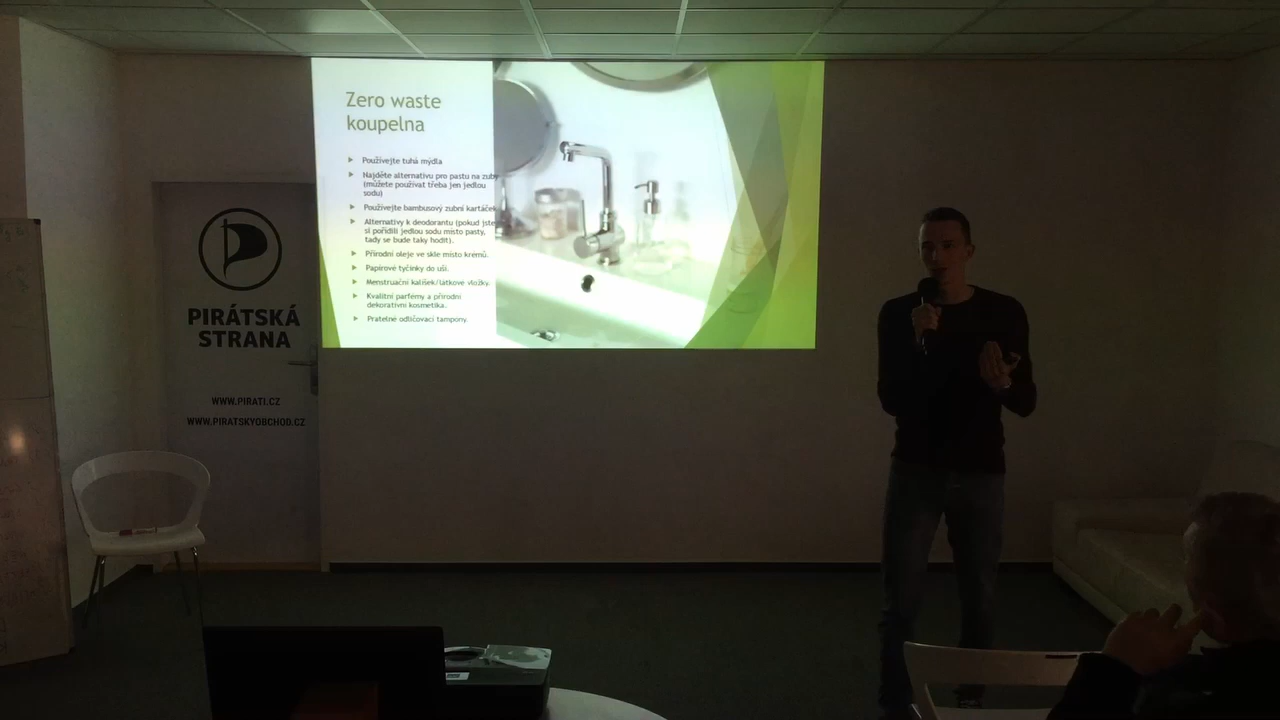 Zero waste
koupelna
Používejte tuhá mýdla
Najděte alternativu pro pastu na zuby
(můžete používat třeba jen jedlou
sodu)
Používejte bambusový zubní kartáček
Alternativy k deodorantu (pokud jste
si pořídili jedlou sodu místo pasty,
tady se bude taky hodit).
Přírodní oleje ve skle místo krémů.
Papírové tyčinky do uší.
Menstruační kalíšek/látkové vložky.
Kvalitní parfémy a přírodní
dekorativní kosmetika.
Pratelné odličovací tampony.
PIRÁTSKÁ
STRANA
WWW.PIRATI.CZ
WWW.PIRATSKYOBCHOD.CZ